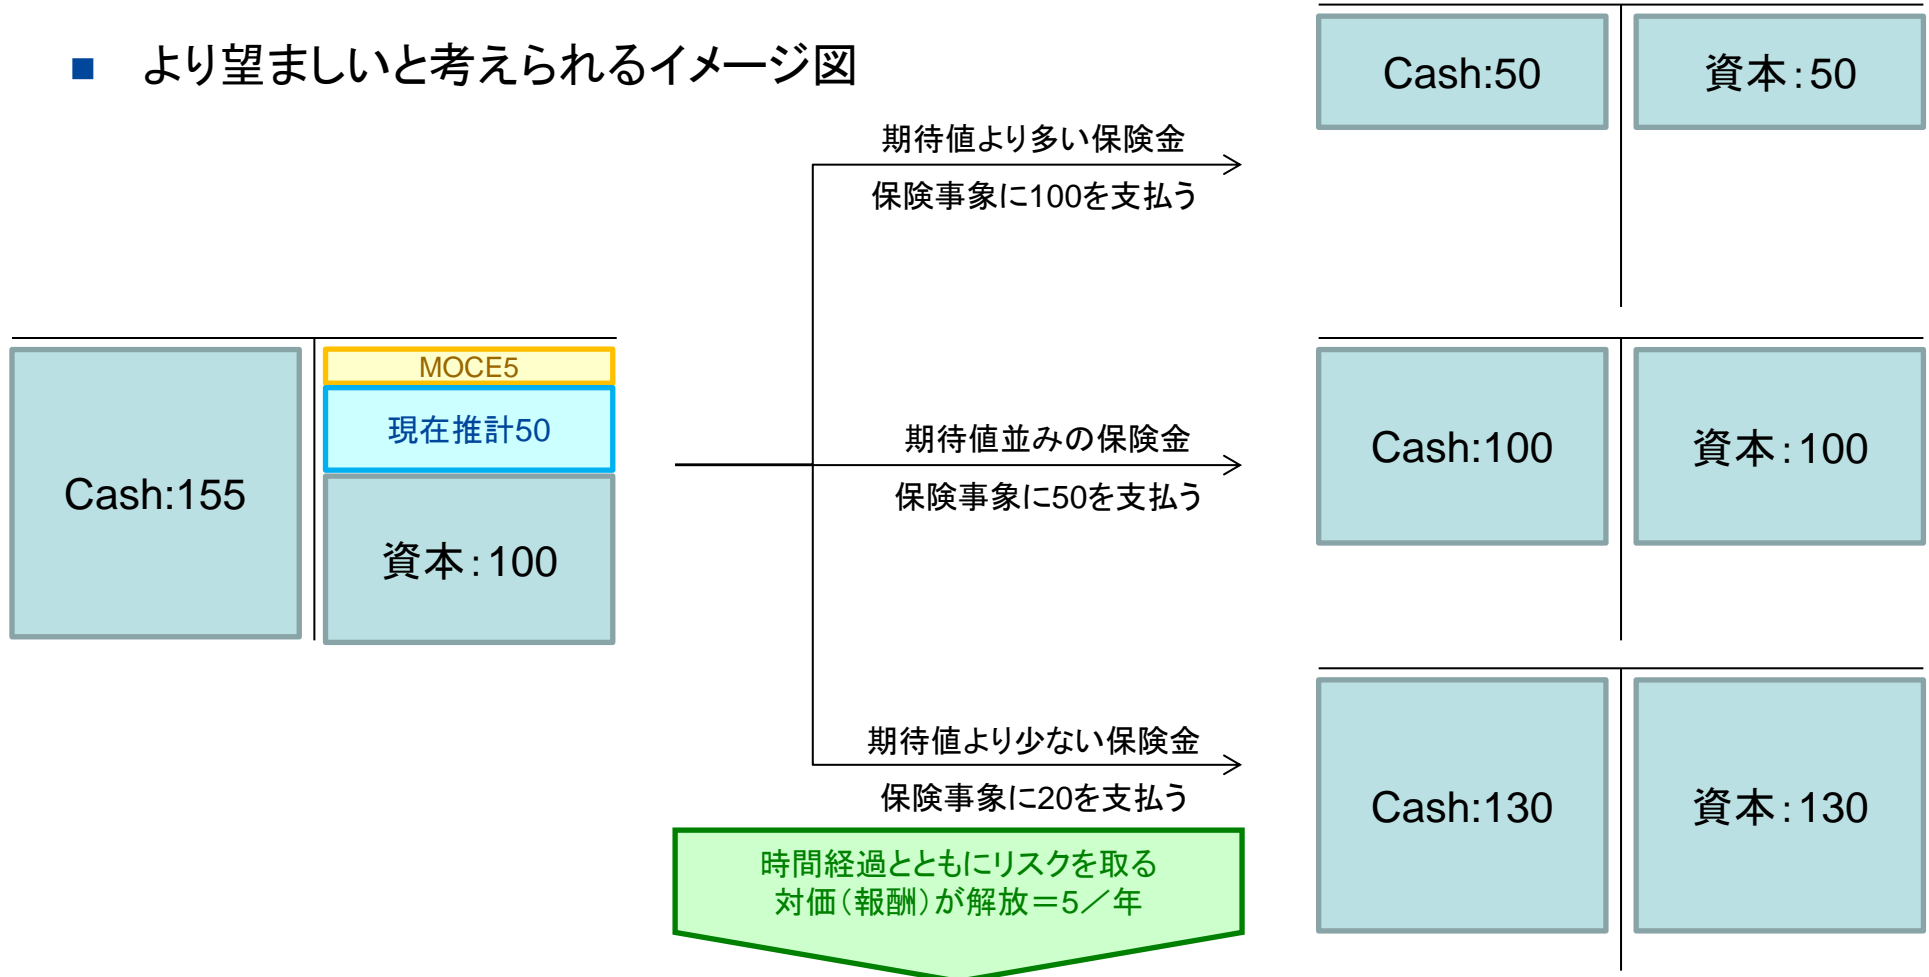 より望ましいと考えられるイメージ図
Cash:50
資本:50
期待値より多い保険金
保険事象に100を支払う
MOCE5
現在推計50
Cash:155
資本:100
期待値並みの保険金
保険事象に50を支払う
Cash:100
資本:100
期待値より少ない保険金
保険事象に20を支払う
Cash:130
資本:130
時間経過とともにリスクを取る
対価(報酬)が解放=5/年